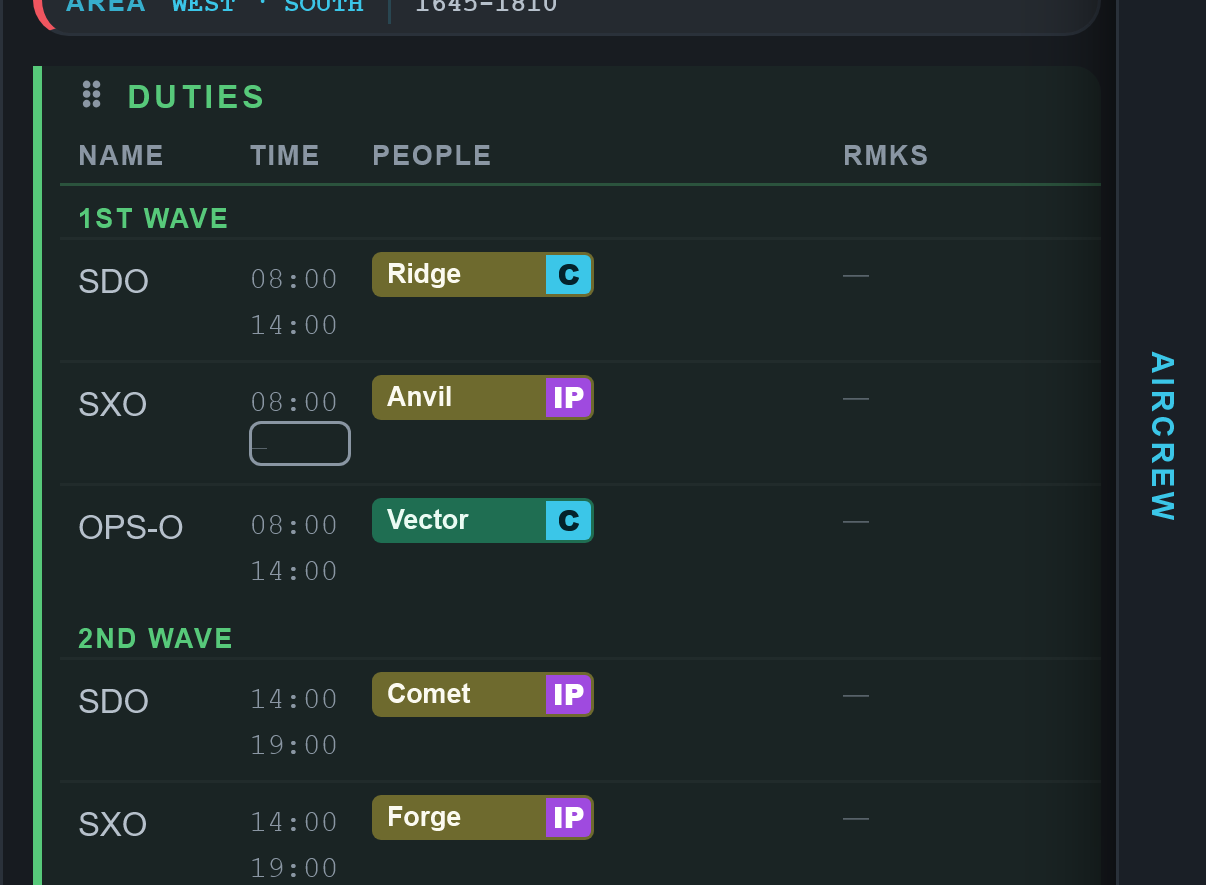 AREA WEST · SOUTH 1645–1810
DUTIES
NAME TIME PEOPLE RMKS
1ST WAVE
SDO 08:00 Ridge C —
14:00
SXO 08:00 Anvil IP —
—
OPS-O 08:00 Vector C —
14:00
2ND WAVE
SDO 14:00 Comet IP —
19:00
SXO 14:00 Forge IP —
19:00
AIRCREW